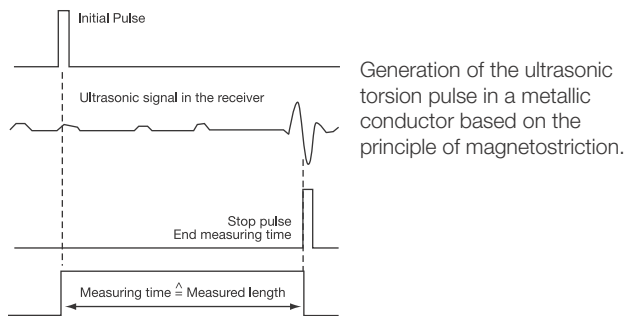 Initial Pulse
Ultrasonic signal in the receiver
Generation of the ultrasonic
torsion pulse in a metallic
conductor based on the
principle of magnetostriction.
Stop pulse
End measuring time
Measuring time ≙ Measured length